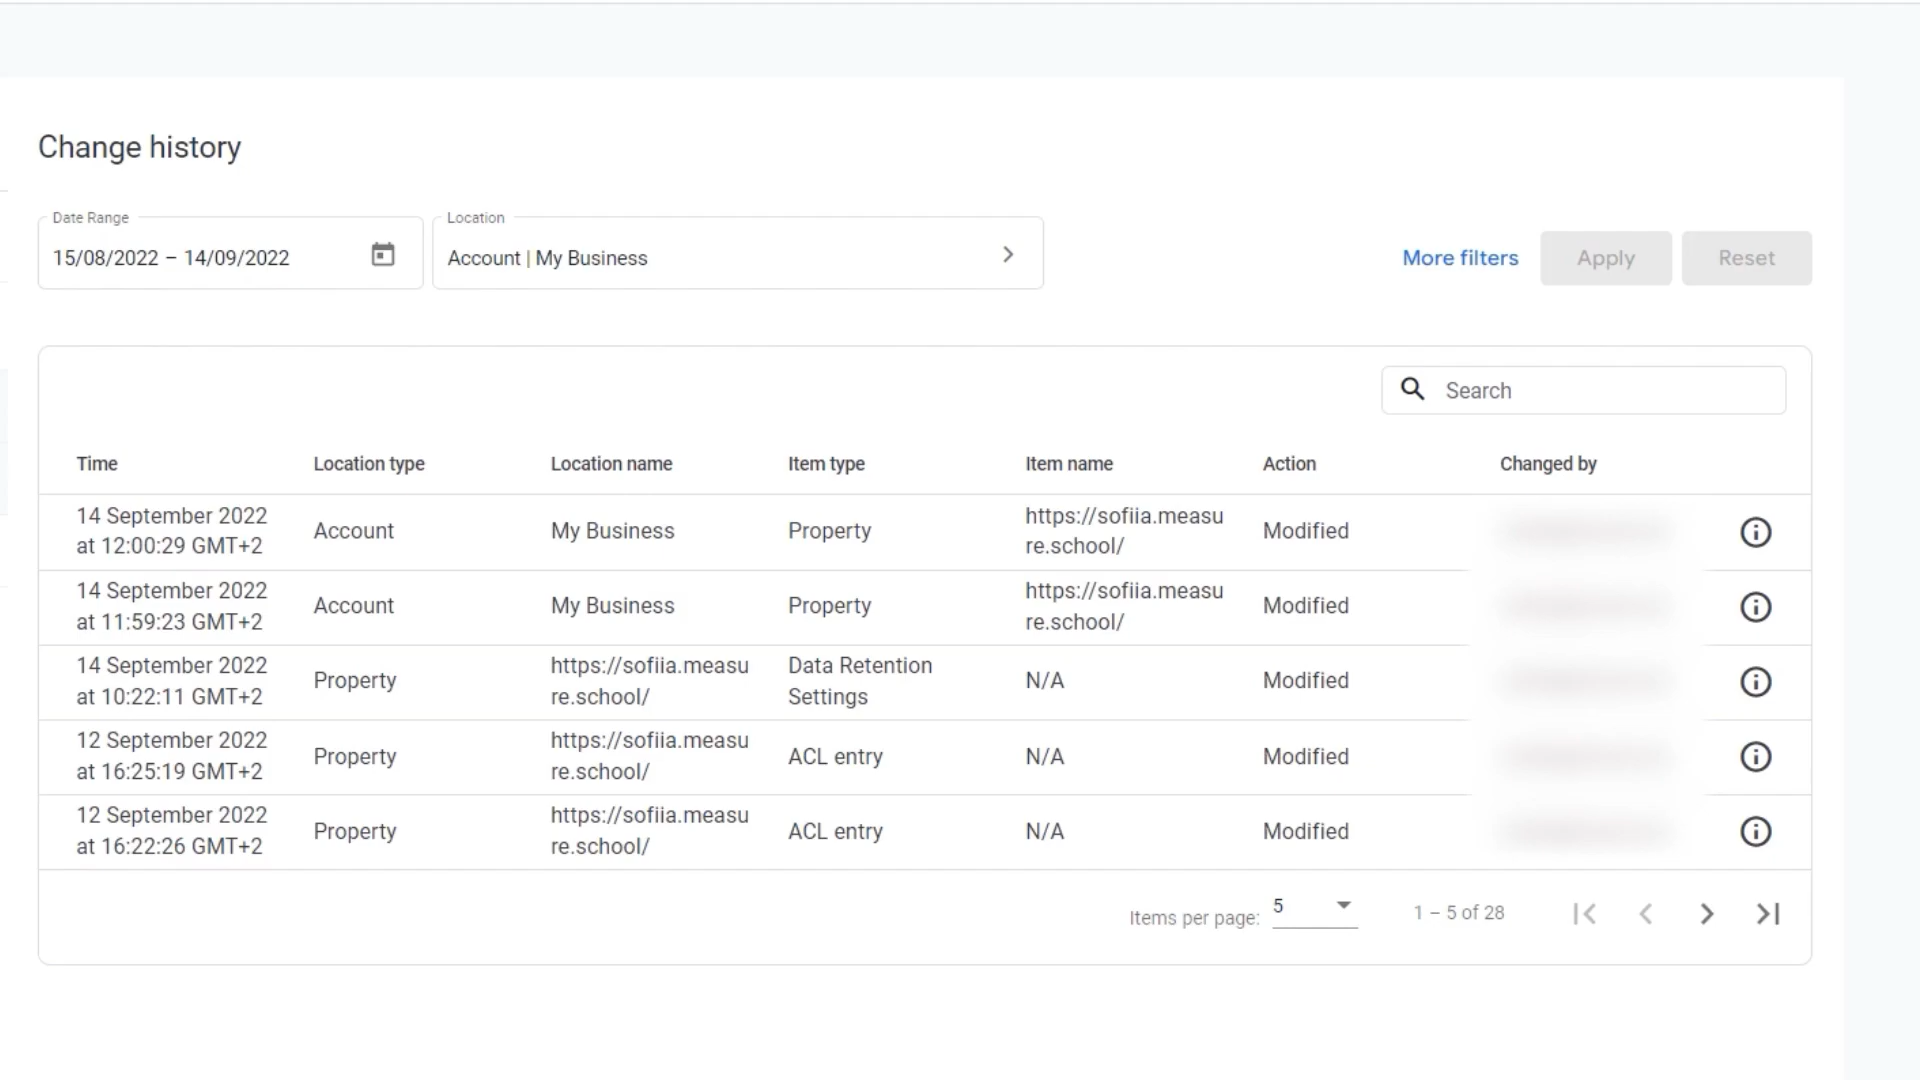 Change history
Date Range
15/08/2022 – 14/09/2022
Location
Account | My Business
More filters
Apply
Reset
Search
Time
Location type
Location name
Item type
Item name
Action
Changed by
14 September 2022
at 12:00:29 GMT+2
Account
My Business
Property
https://sofiia.measu
re.school/
Modified
14 September 2022
at 11:59:23 GMT+2
Account
My Business
Property
https://sofiia.measu
re.school/
Modified
14 September 2022
at 10:22:11 GMT+2
Property
https://sofiia.measu
re.school/
Data Retention
Settings
N/A
Modified
12 September 2022
at 16:25:19 GMT+2
Property
https://sofiia.measu
re.school/
ACL entry
N/A
Modified
12 September 2022
at 16:22:26 GMT+2
Property
https://sofiia.measu
re.school/
ACL entry
N/A
Modified
Items per page:
5
1 – 5 of 28